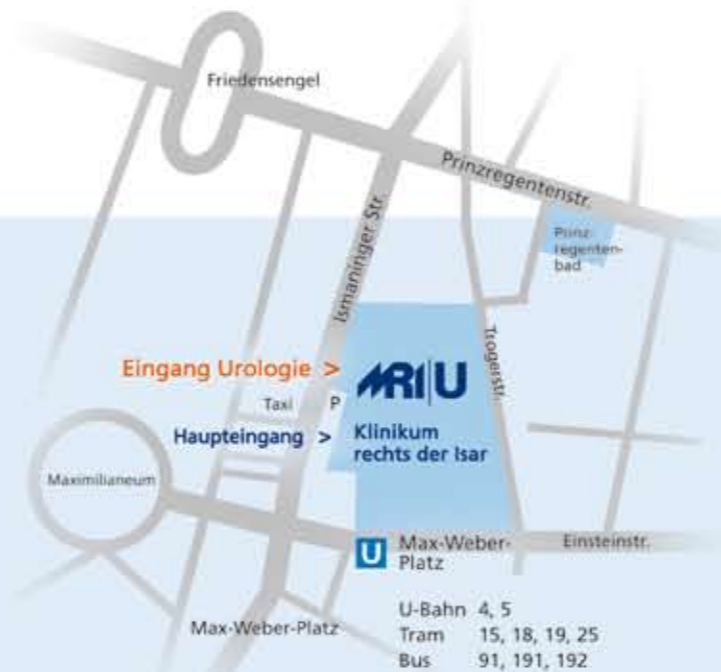 Friedensengel
Prinzregentenstr.
Ismaninger Str.
Prinz-
regenten-
bad
Trogerstr.
Eingang Urologie >
MRI|U
Taxi P
Haupteingang > Klinikum
rechts der Isar
Maximilianeum
U Max-Weber-
Platz
Einsteinstr.
Max-Weber-Platz
U-Bahn 4, 5
Tram 15, 18, 19, 25
Bus 91, 191, 192